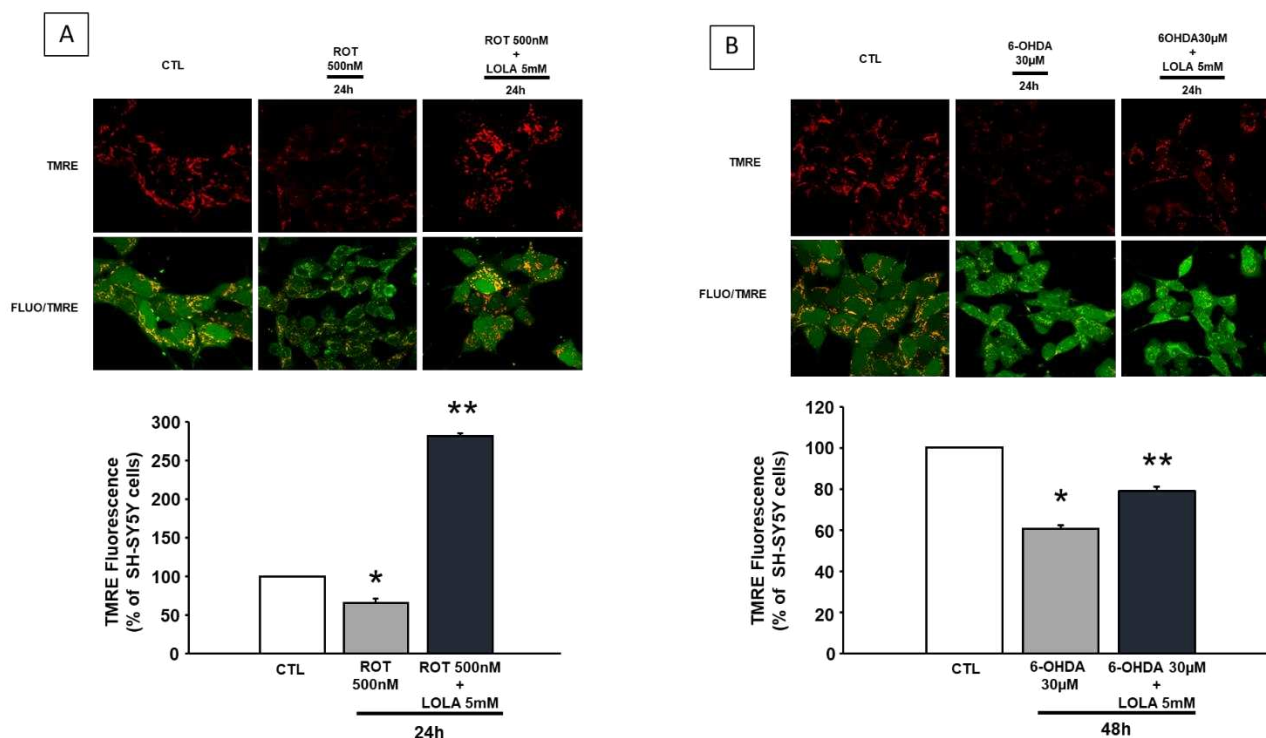 A
CTL
ROT
500nM
24h
ROT 500nM
+
LOLA 5mM
24h
TMRE
FLUO/TMRE
TMRE Fluorescence
(% of SH-SY5Y cells)
300
250
200
150
100
50
0
*
**
CTL
ROT
500nM
ROT 500nM
+
LOLA 5mM
24h
B
CTL
6-OHDA
30µM
24h
6OHDA30µM
+
LOLA 5mM
24h
TMRE
FLUO/TMRE
TMRE Fluorescence
(% of SH-SY5Y cells)
120
100
80
60
40
20
0
*
**
CTL
6-OHDA
30µM
6-OHDA 30µM
+
LOLA 5mM
48h